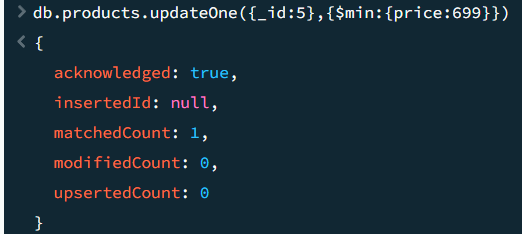 > db.products.updateOne({_id:5},{$min:{price:699}})
< {
acknowledged: true,
insertedId: null,
matchedCount: 1,
modifiedCount: 0,
upsertedCount: 0
}